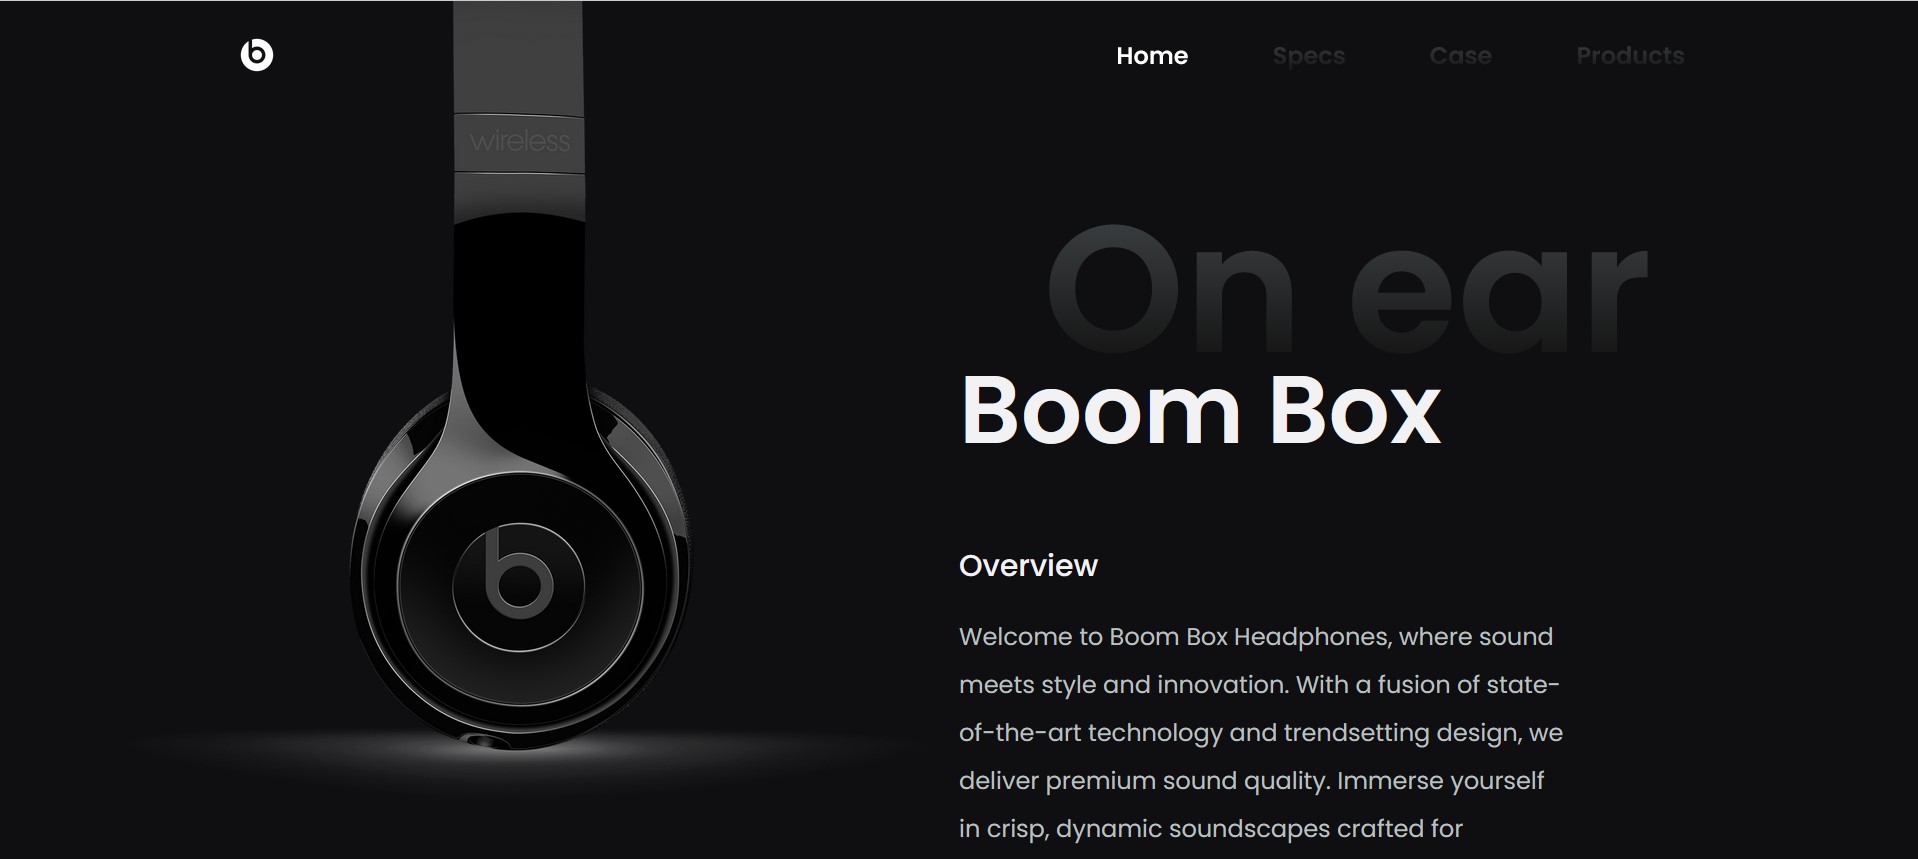 Home Specs Case Products
wireless
On ear
Boom Box
Overview
Welcome to Boom Box Headphones, where sound
meets style and innovation. With a fusion of state-
of-the-art technology and trendsetting design, we
deliver premium sound quality. Immerse yourself
in crisp, dynamic soundscapes crafted for